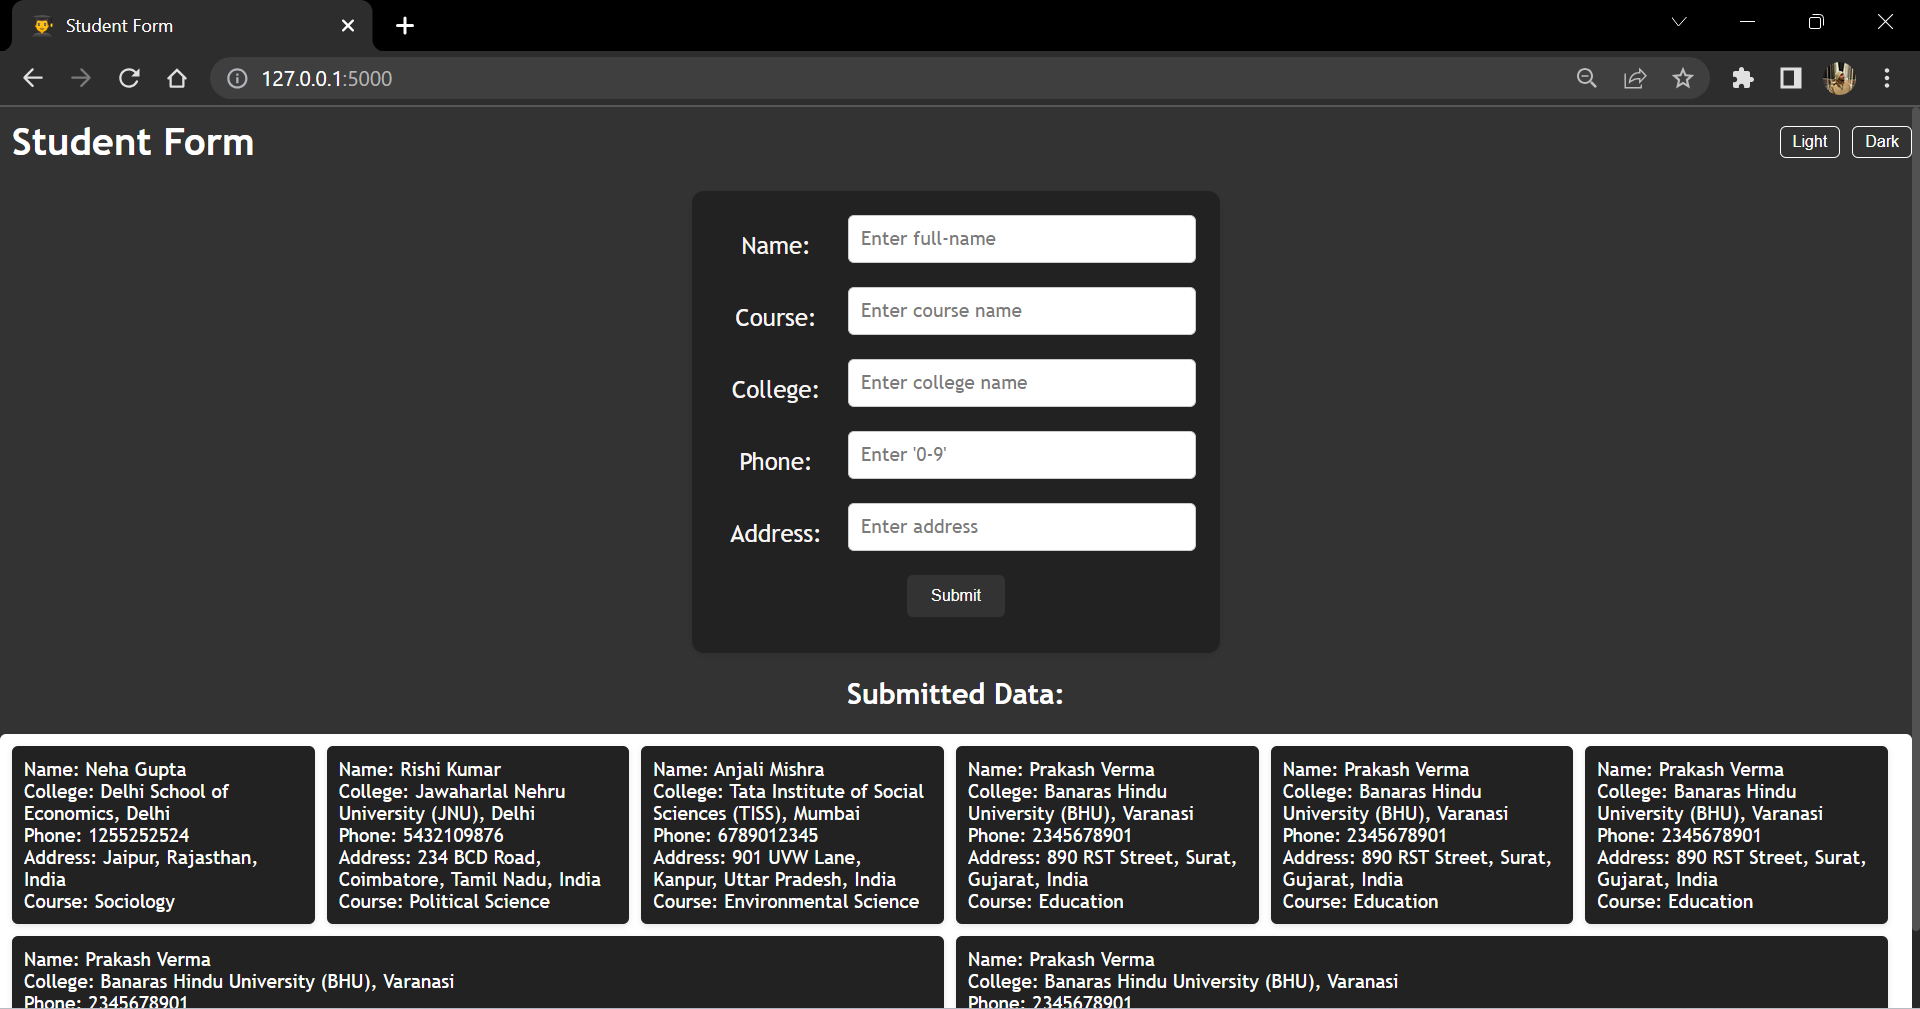 Student Form
127.0.0.1:5000
Student Form
Light
Dark
Name:
Enter full-name
Course:
Enter course name
College:
Enter college name
Phone:
Enter '0-9'
Address:
Enter address
Submit
Submitted Data:
Name: Neha Gupta
College: Delhi School of
Economics, Delhi
Phone: 1255252524
Address: Jaipur, Rajasthan,
India
Course: Sociology
Name: Rishi Kumar
College: Jawaharlal Nehru
University (JNU), Delhi
Phone: 5432109876
Address: 234 BCD Road,
Coimbatore, Tamil Nadu, India
Course: Political Science
Name: Anjali Mishra
College: Tata Institute of Social
Sciences (TISS), Mumbai
Phone: 6789012345
Address: 901 UVW Lane,
Kanpur, Uttar Pradesh, India
Course: Environmental Science
Name: Prakash Verma
College: Banaras Hindu
University (BHU), Varanasi
Phone: 2345678901
Address: 890 RST Street, Surat,
Gujarat, India
Course: Education
Name: Prakash Verma
College: Banaras Hindu
University (BHU), Varanasi
Phone: 2345678901
Address: 890 RST Street, Surat,
Gujarat, India
Course: Education
Name: Prakash Verma
College: Banaras Hindu
University (BHU), Varanasi
Phone: 2345678901
Address: 890 RST Street, Surat,
Gujarat, India
Course: Education
Name: Prakash Verma
College: Banaras Hindu University (BHU), Varanasi
Phone: 2345678901
Name: Prakash Verma
College: Banaras Hindu University (BHU), Varanasi
Phone: 2345678901